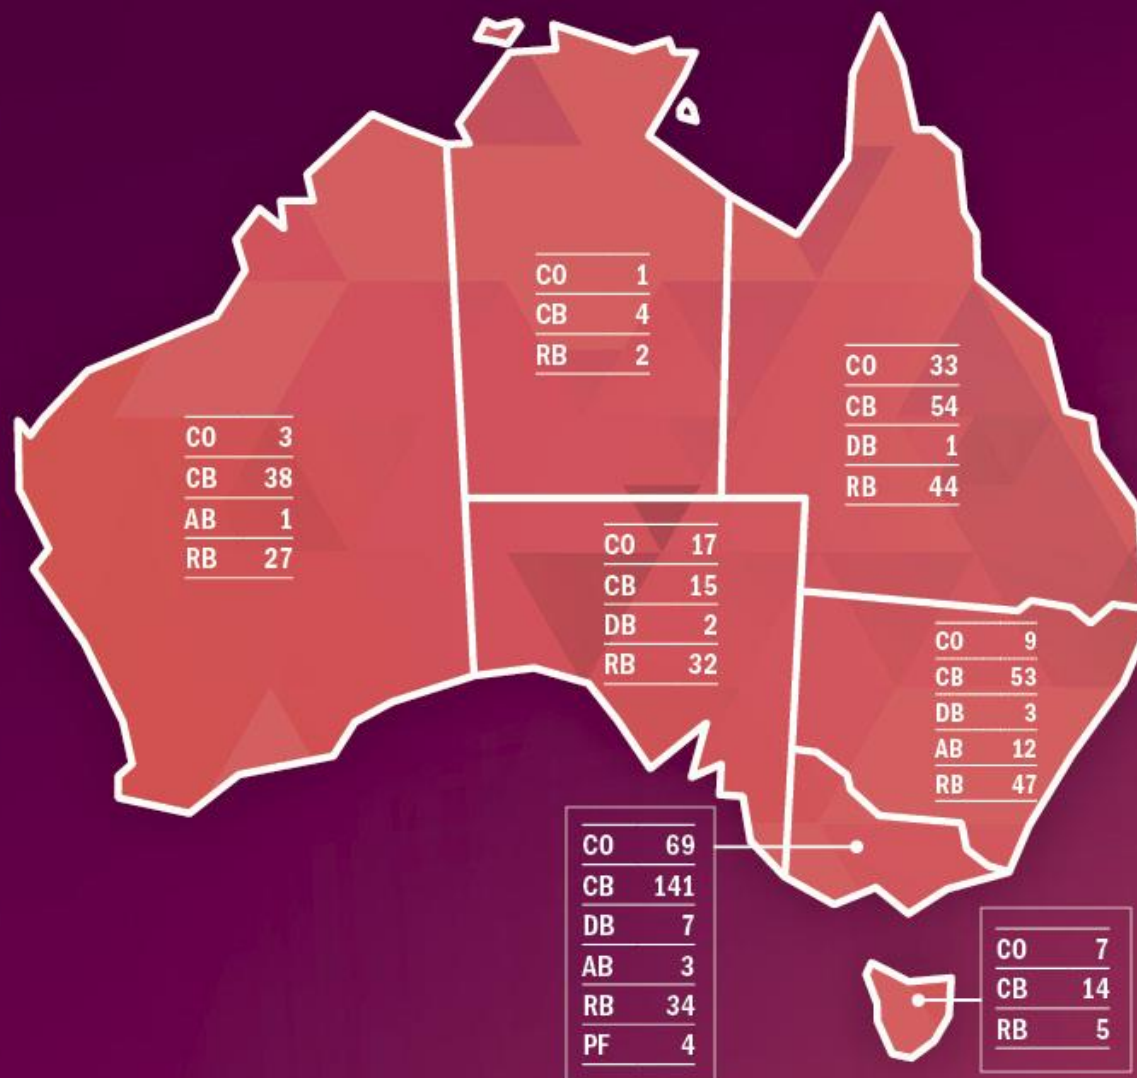 CO 1
CB 4
RB 2
CO 33
CB 54
DB 1
RB 44
CO 3
CB 38
AB 1
RB 27
CO 17
CB 15
DB 2
RB 32
CO 9
CB 53
DB 3
AB 12
RB 47
CO 69
CB 141
DB 7
AB 3
RB 34
PF 4
CO 7
CB 14
RB 5